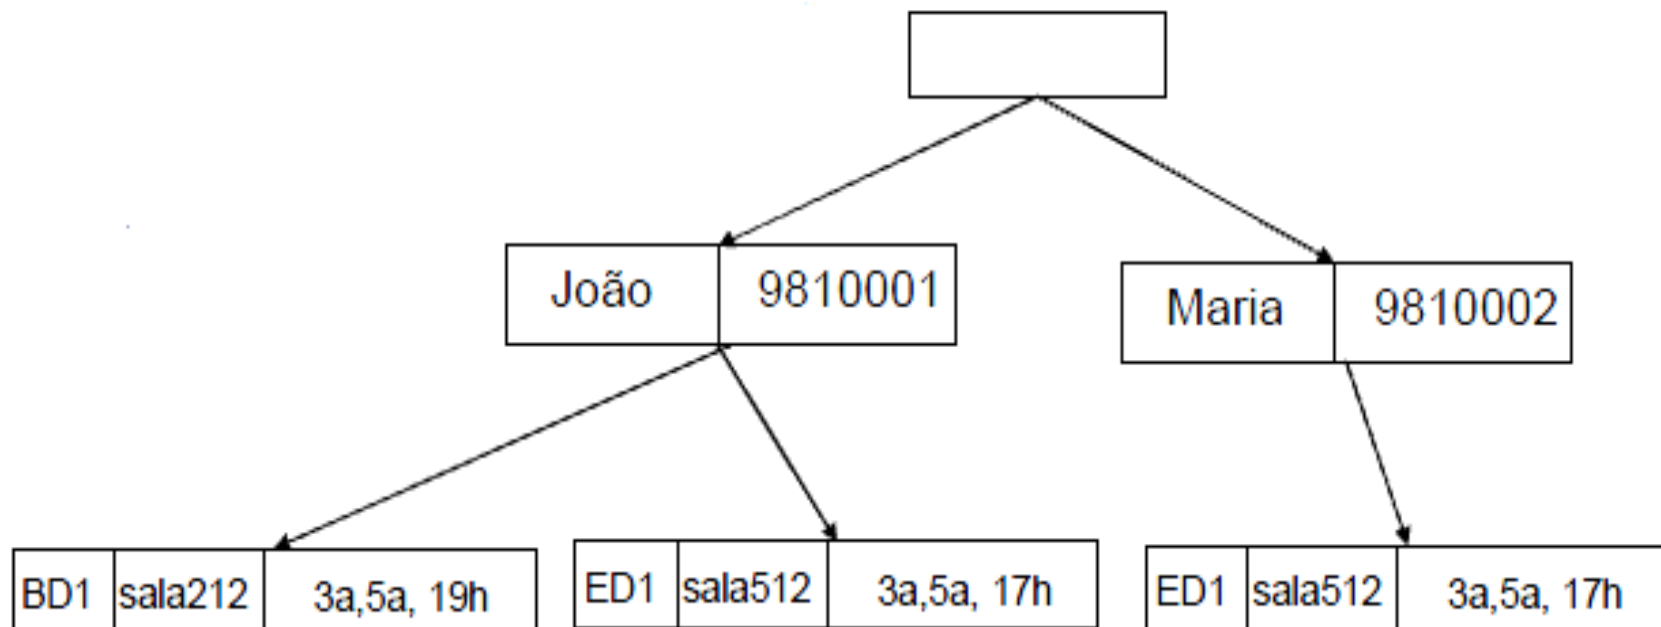 João 9810001
Maria 9810002
BD1 sala212 3a,5a, 19h
ED1 sala512 3a,5a, 17h
ED1 sala512 3a,5a, 17h